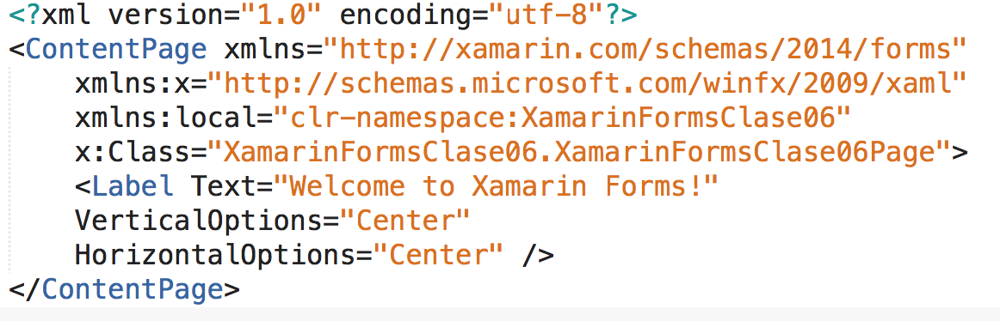 <?xml version="1.0" encoding="utf-8"?>
<ContentPage xmlns="http://xamarin.com/schemas/2014/forms"
    xmlns:x="http://schemas.microsoft.com/winfx/2009/xaml"
    xmlns:local="clr-namespace:XamarinFormsClase06"
    x:Class="XamarinFormsClase06.XamarinFormsClase06Page">
    <Label Text="Welcome to Xamarin Forms!"
    VerticalOptions="Center"
    HorizontalOptions="Center" />
</ContentPage>